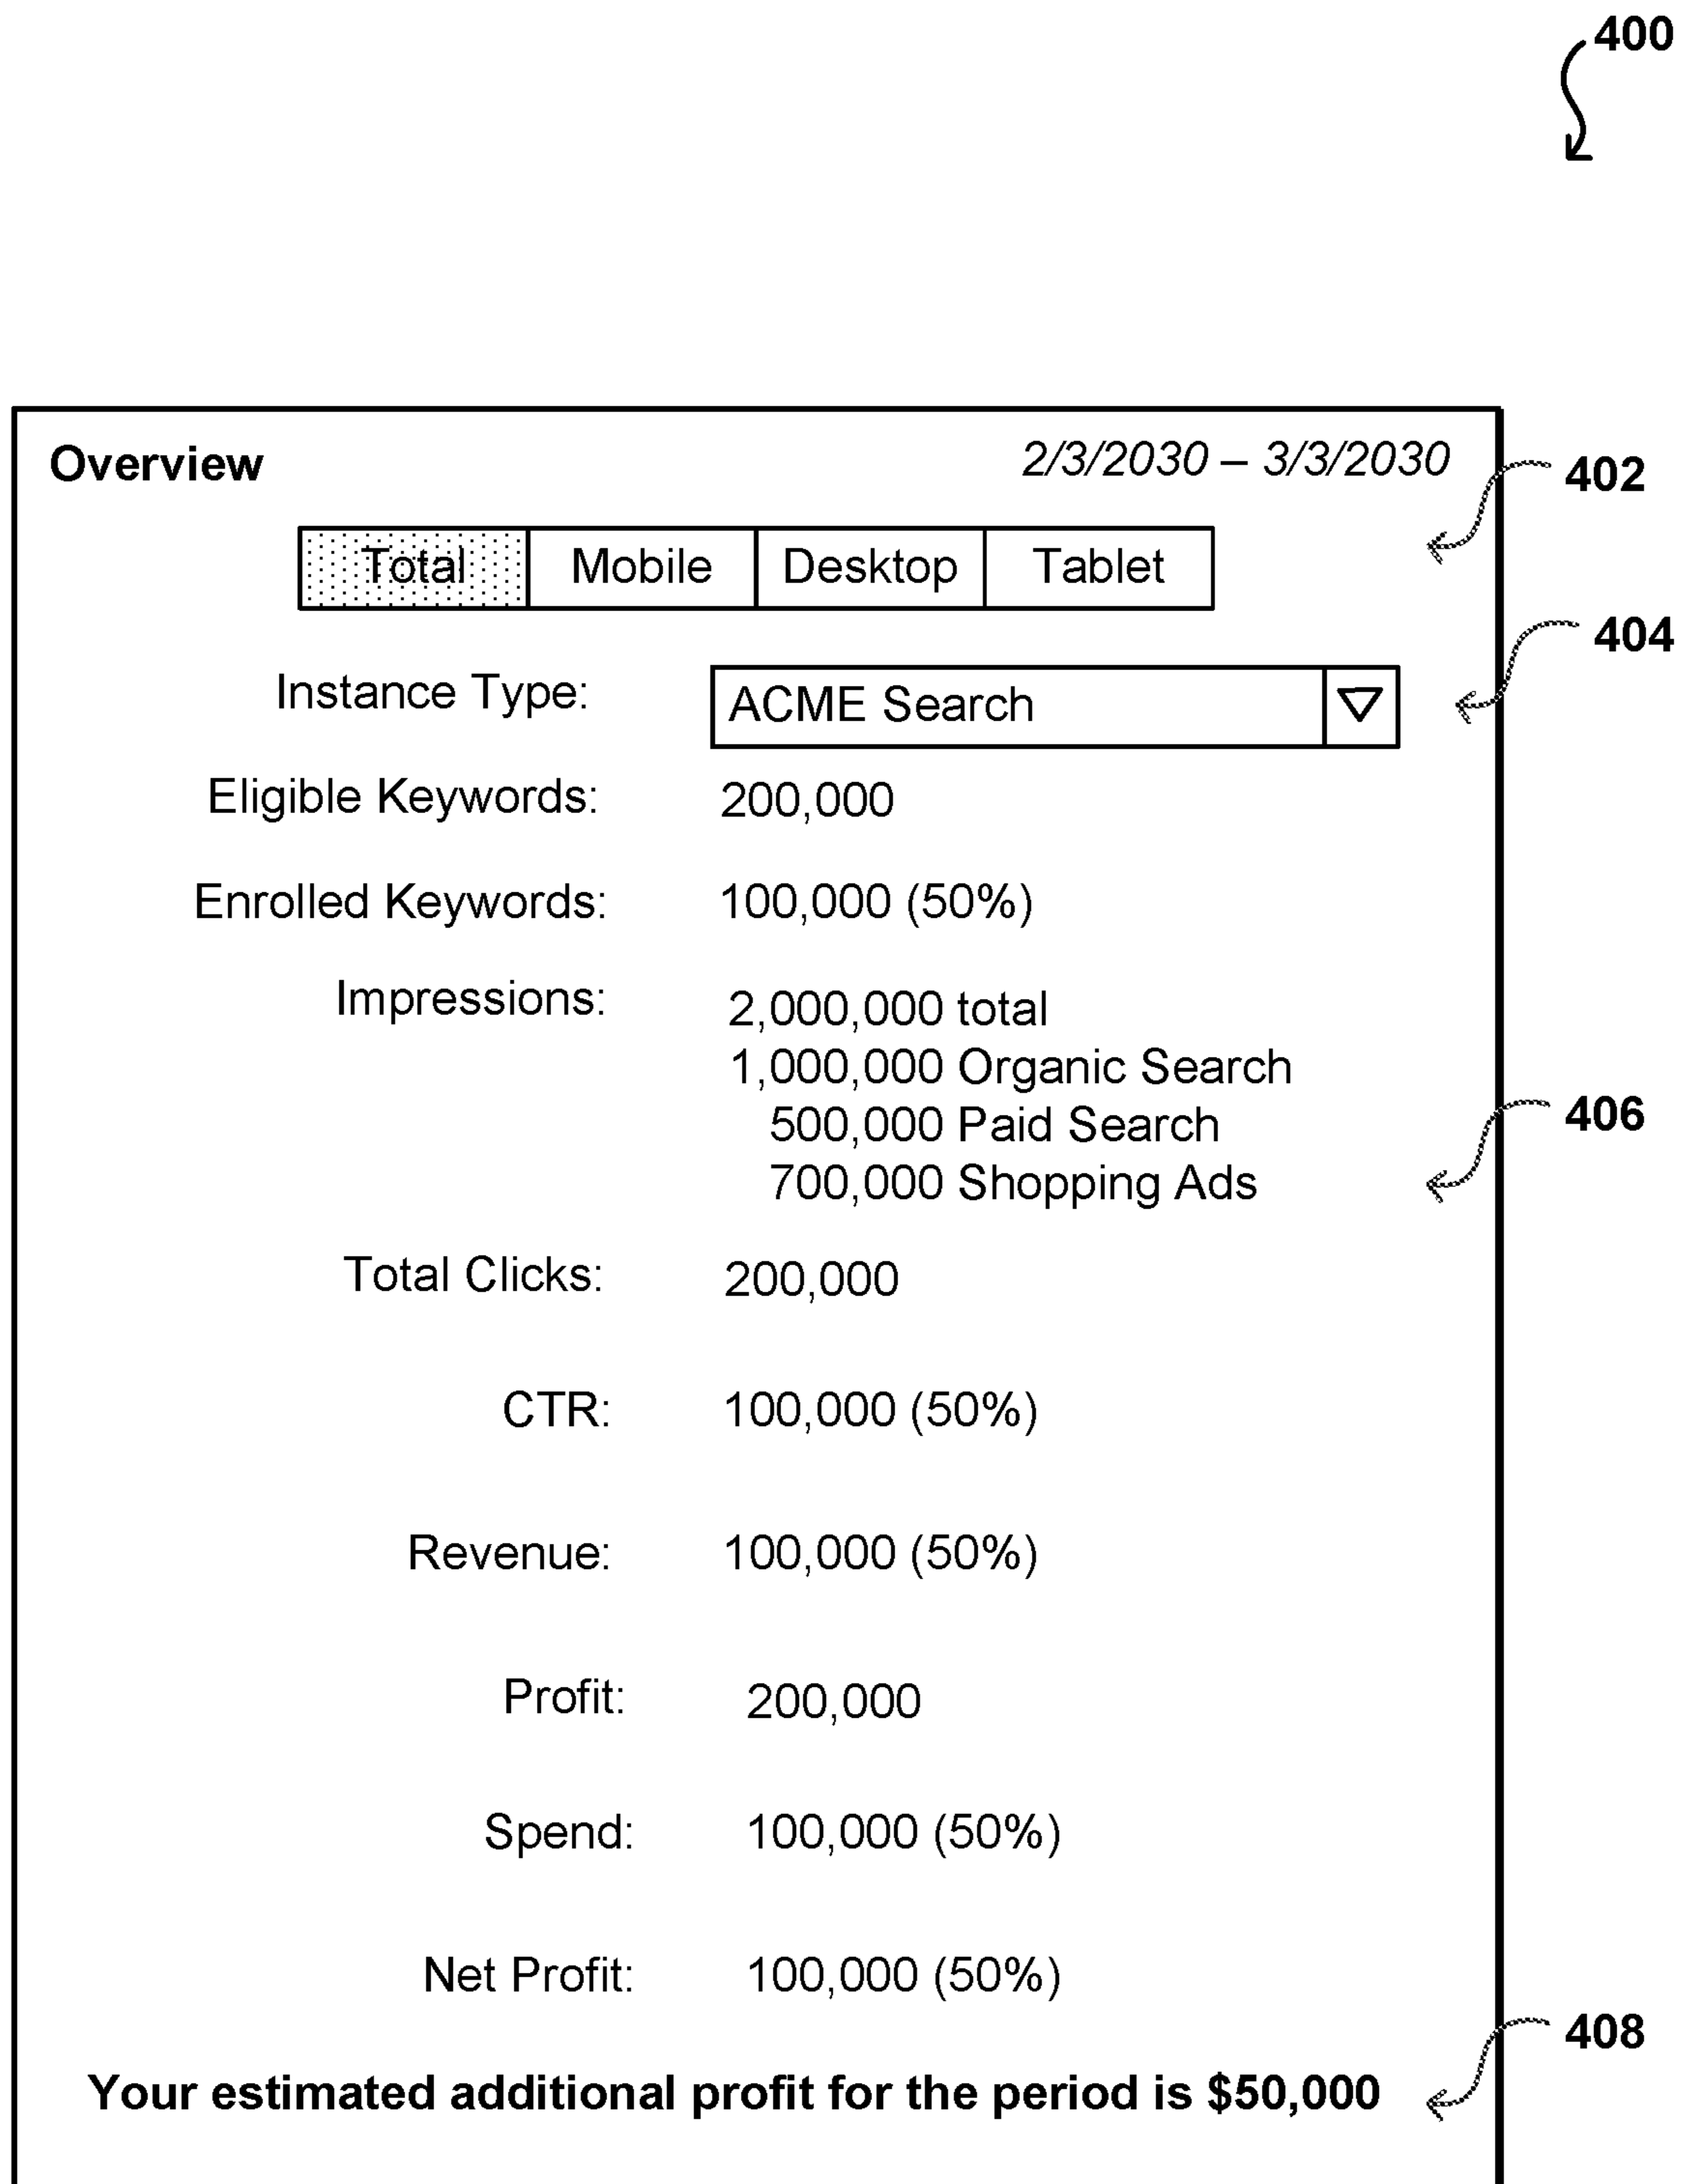 400
Overview 2/3/2030 – 3/3/2030
402
Total Mobile Desktop Tablet
404
Instance Type: ACME Search
Eligible Keywords: 200,000
Enrolled Keywords: 100,000 (50%)
Impressions: 2,000,000 total
1,000,000 Organic Search
500,000 Paid Search
406
700,000 Shopping Ads
Total Clicks: 200,000
CTR: 100,000 (50%)
Revenue: 100,000 (50%)
Profit: 200,000
Spend: 100,000 (50%)
Net Profit: 100,000 (50%)
408
Your estimated additional profit for the period is $50,000